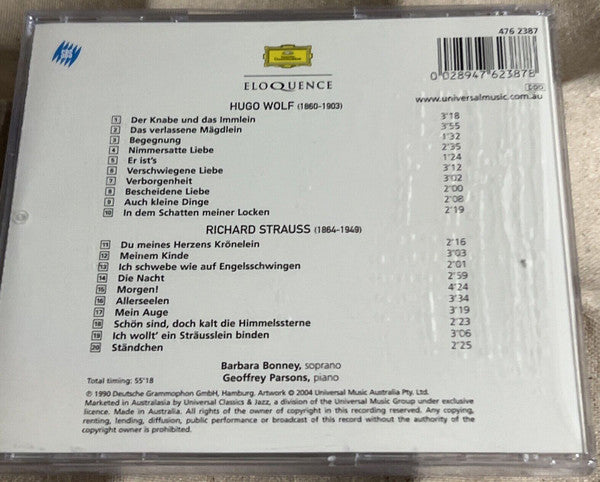 SBS
476 2387
Deutsche Grammophon
ELOQUENCE
0 028947 623878
DDD
www.universalmusic.com.au
HUGO WOLF (1860-1903)
1 Der Knabe und das Immlein 3'18
2 Das verlassene Mägdlein 3'55
3 Begegnung 1'32
4 Nimmersatte Liebe 2'35
5 Er ist's 1'24
6 Verschwiegene Liebe 3'12
7 Verborgenheit 3'02
8 Bescheidene Liebe 2'00
9 Auch kleine Dinge 2'08
10 In dem Schatten meiner Locken 2'19
RICHARD STRAUSS (1864-1949)
11 Du meines Herzens Krönelein 2'16
12 Meinem Kinde 3'03
13 Ich schwebe wie auf Engelsschwingen 2'01
14 Die Nacht 2'59
15 Morgen! 4'24
16 Allerseelen 3'34
17 Mein Auge 3'19
18 Schön sind, doch kalt die Himmelssterne 2'23
19 Ich wollt' ein Sträusslein binden 3'06
20 Ständchen 2'25
Barbara Bonney, soprano
Geoffrey Parsons, piano
Total timing: 55'18
℗ 1990 Deutsche Grammophon GmbH, Hamburg. Artwork © 2004 Universal Music Australia Pty. Ltd.
Marketed in Australasia by Universal Classics & Jazz, a division of the Universal Music Group under exclusive
licence. Made in Australia. All rights of the owner of copyright in this recording reserved. Any copying,
renting, lending, diffusion, public performance or broadcast of this record without the authority of the
copyright owner is prohibited.